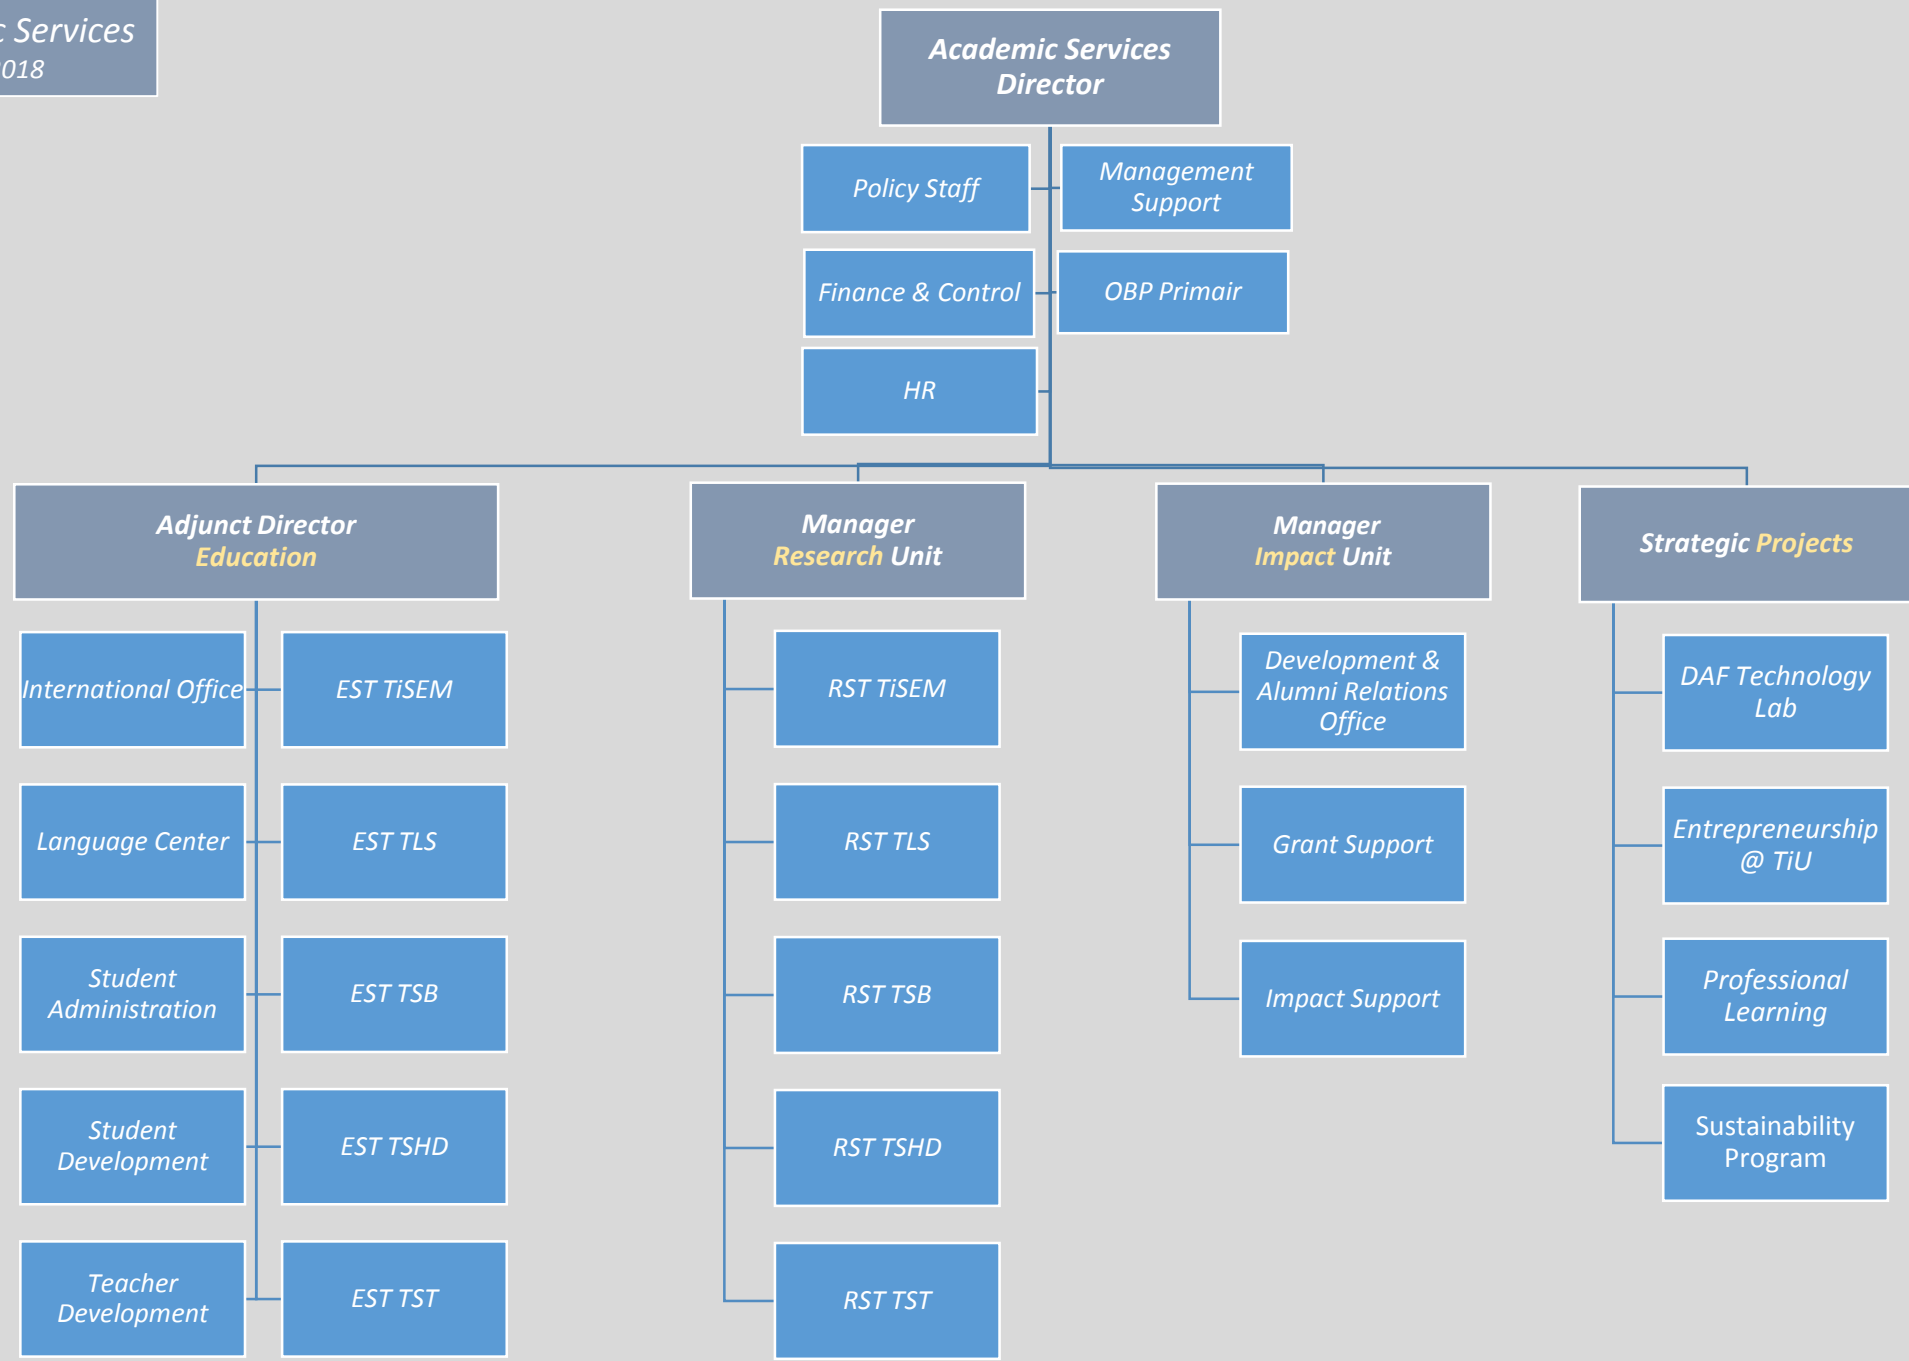 Services
018
Academic Services
Director
Policy Staff
Management
Support
Finance & Control
OBP Primair
HR
Adjunct Director
Education
Manager
Research Unit
Manager
Impact Unit
Strategic Projects
International Office
EST TiSEM
RST TiSEM
Development &
Alumni Relations
Office
DAF Technology
Lab
Language Center
EST TLS
RST TLS
Grant Support
Entrepreneurship
@ TiU
Student
Administration
EST TSB
RST TSB
Impact Support
Professional
Learning
Student
Development
EST TSHD
RST TSHD
Sustainability
Program
Teacher
Development
EST TST
RST TST